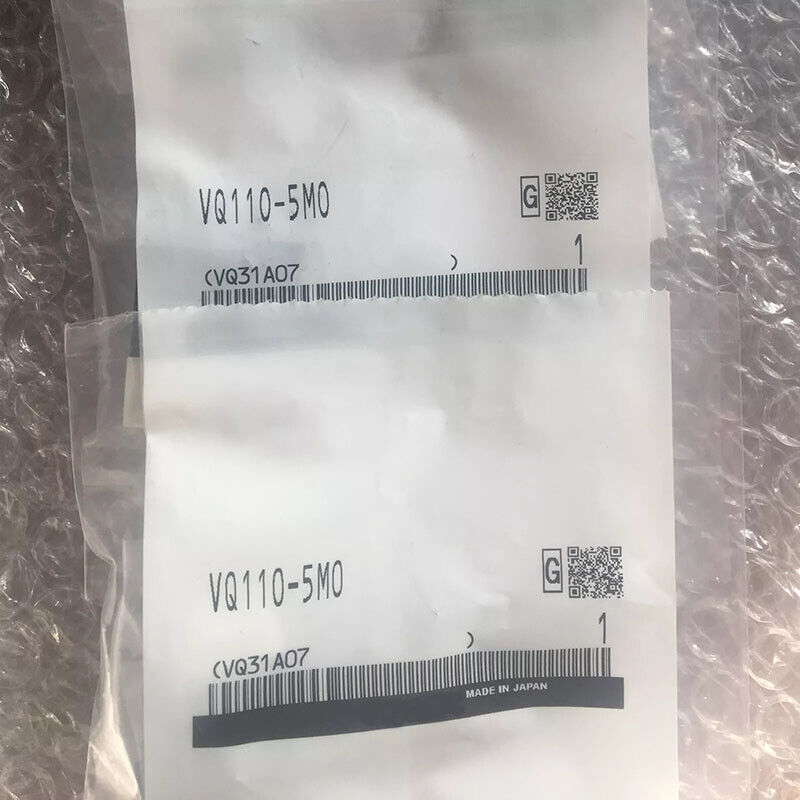 VQ110-5M0
G
1
(VQ31A07 )
VQ110-5M0
G
1
(VQ31A07 )
MADE IN JAPAN